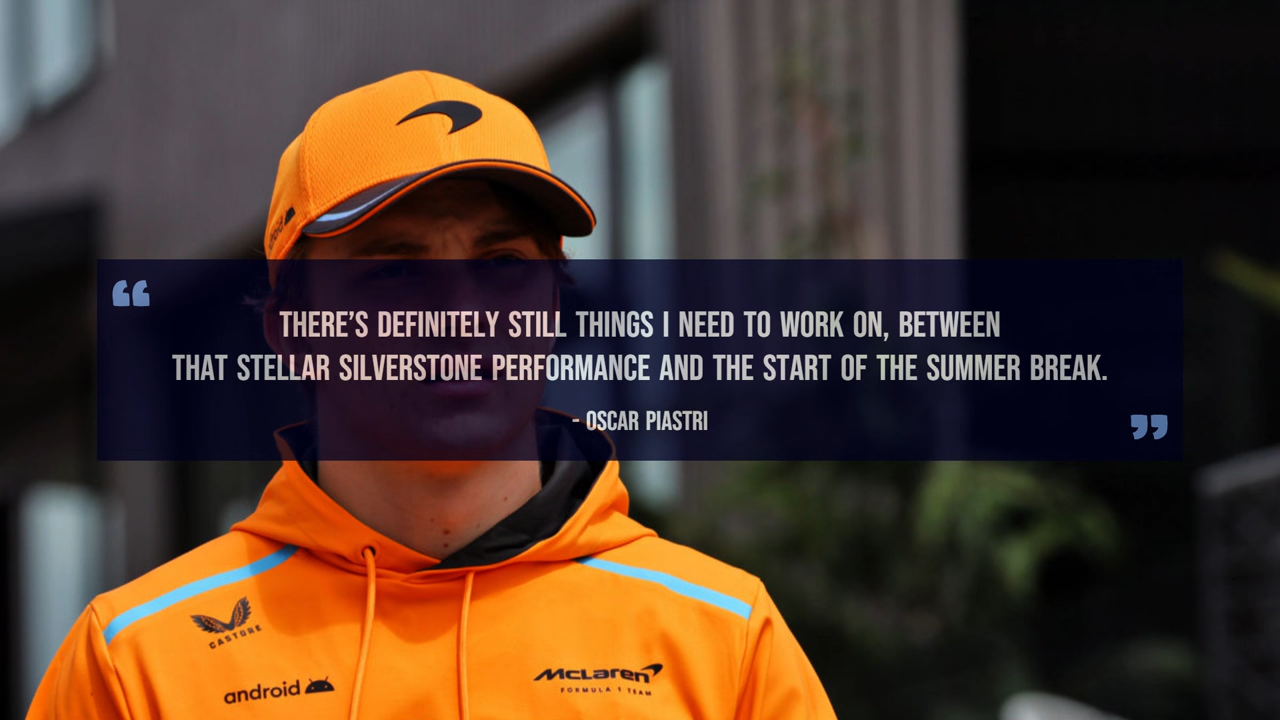 android
“
THERE’S DEFINITELY STILL THINGS I NEED TO WORK ON, BETWEEN
THAT STELLAR SILVERSTONE PERFORMANCE AND THE START OF THE SUMMER BREAK.
- OSCAR PIASTRI
”
CASTORE
android
McLaren
FORMULA 1 TEAM